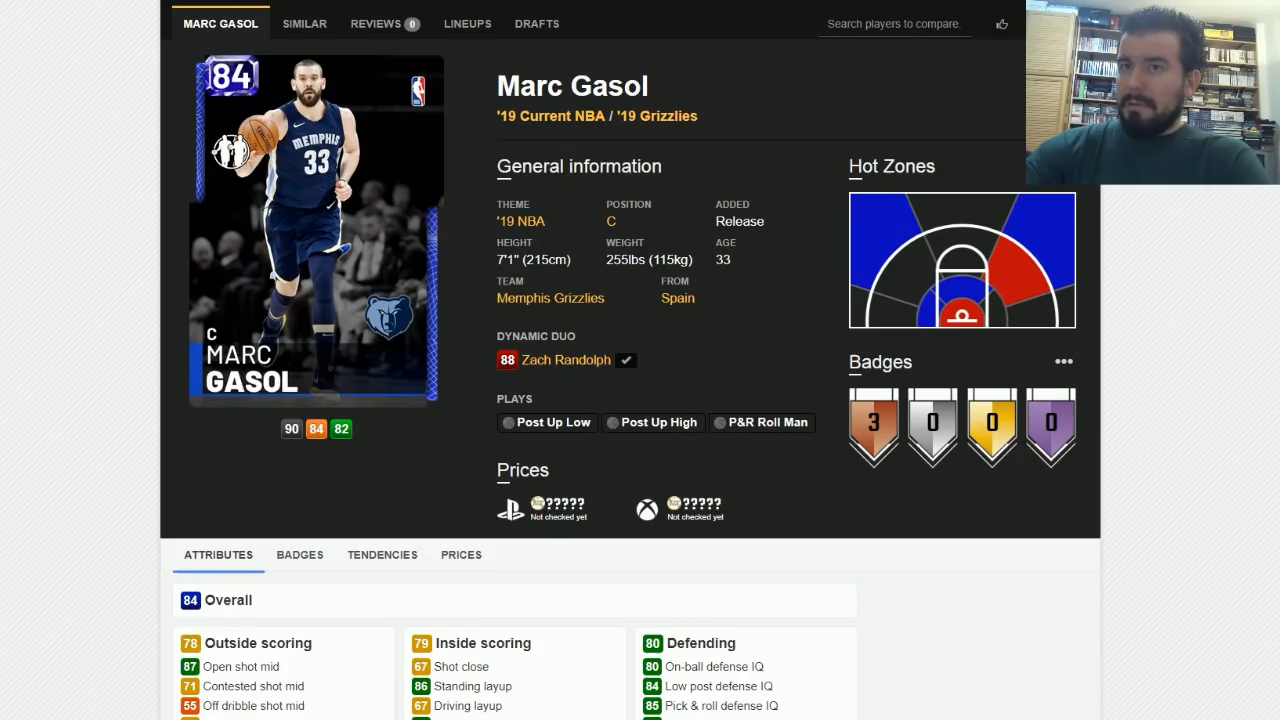 MARC GASOL SIMILAR REVIEWS 0 LINEUPS DRAFTS Search players to compare.
84
MEMPHIS
33
C
MARC
GASOL
90 84 82
Marc Gasol
'19 Current NBA / '19 Grizzlies
General information
THEME POSITION ADDED
'19 NBA C Release
HEIGHT WEIGHT AGE
7'1" (215cm) 255lbs (115kg) 33
TEAM FROM
Memphis Grizzlies Spain
DYNAMIC DUO
88 Zach Randolph
PLAYS
Post Up Low Post Up High P&R Roll Man
Prices
????? ?????
Not checked yet Not checked yet
Hot Zones
Badges
3 0 0 0
ATTRIBUTES BADGES TENDENCIES PRICES
84 Overall
78 Outside scoring 79 Inside scoring 80 Defending
87 Open shot mid 67 Shot close 80 On-ball defense IQ
71 Contested shot mid 86 Standing layup 84 Low post defense IQ
55 Off dribble shot mid 67 Driving layup 85 Pick & roll defense IQ